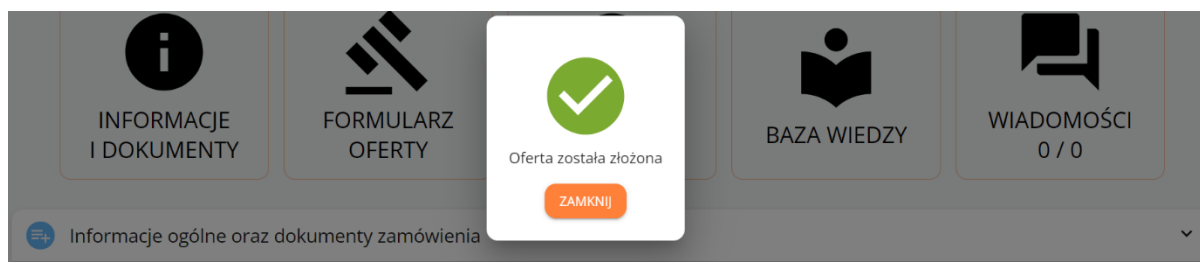 INFORMACJE
I DOKUMENTY
FORMULARZ
OFERTY
Oferta została złożona
ZAMKNIJ
BAZA WIEDZY
WIADOMOŚCI
0 / 0
Informacje ogólne oraz dokumenty zamówienia